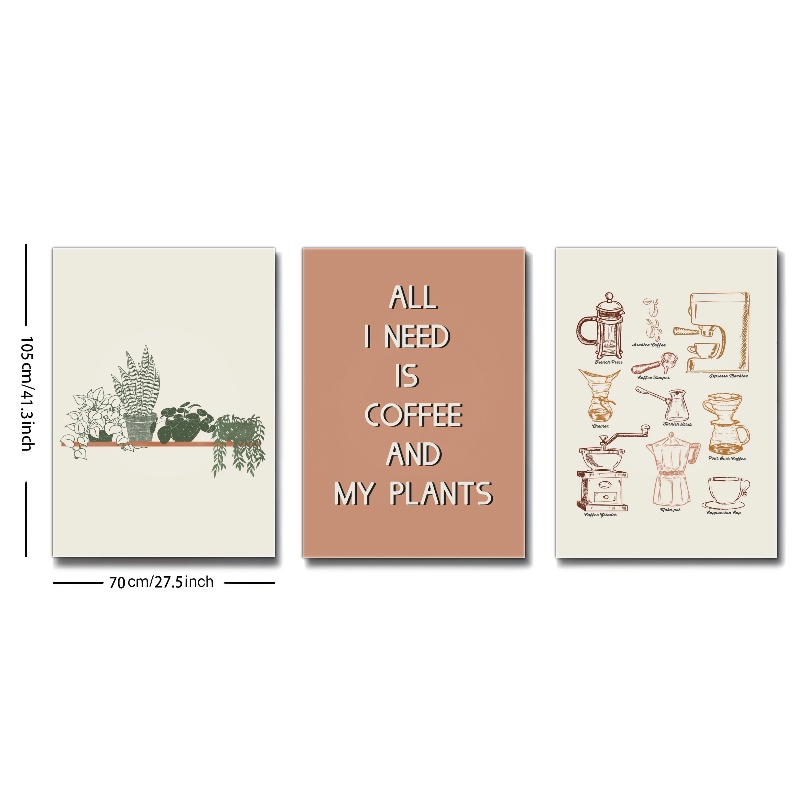 105cm/41.3inch
70cm/27.5inch
ALL
I NEED
IS
COFFEE
AND
MY PLANTS
French Press
Arabica Coffee
Espresso Machine
Coffee Tamper
Chemex
Turkish
Pour Over Coffee
Coffee Grinder
Moka pot
Cappuccino Cup